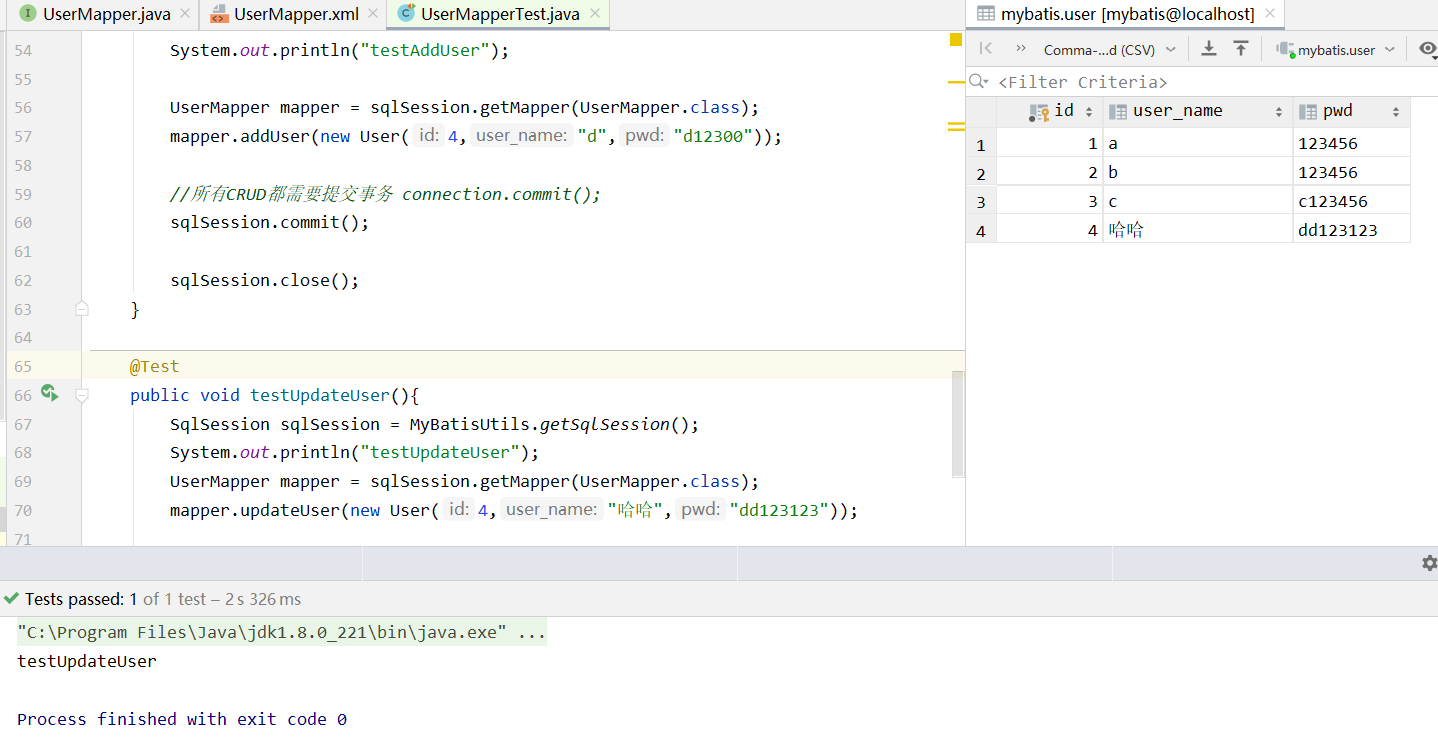 UserMapper.java
UserMapper.xml
UserMapperTest.java
54 System.out.println("testAddUser");
55
56 UserMapper mapper = sqlSession.getMapper(UserMapper.class);
57 mapper.addUser(new User( id: 4, user_name: "d", pwd: "d12300"));
58
59 //所有CRUD都需要提交事务 connection.commit();
60 sqlSession.commit();
61
62 sqlSession.close();
63 }
64
65 @Test
66 public void testUpdateUser(){
67 SqlSession sqlSession = MyBatisUtils.getSqlSession();
68 System.out.println("testUpdateUser");
69 UserMapper mapper = sqlSession.getMapper(UserMapper.class);
70 mapper.updateUser(new User( id: 4, user_name: "哈哈", pwd: "dd123123"));
71
mybatis.user [mybatis@localhost]
Comma-...d (CSV) mybatis.user
<Filter Criteria>
id user_name pwd
1 1 a 123456
2 2 b 123456
3 3 c c123456
4 4 哈哈 dd123123
Tests passed: 1 of 1 test – 2 s 326 ms
"C:\Program Files\Java\jdk1.8.0_221\bin\java.exe" ...
testUpdateUser
Process finished with exit code 0